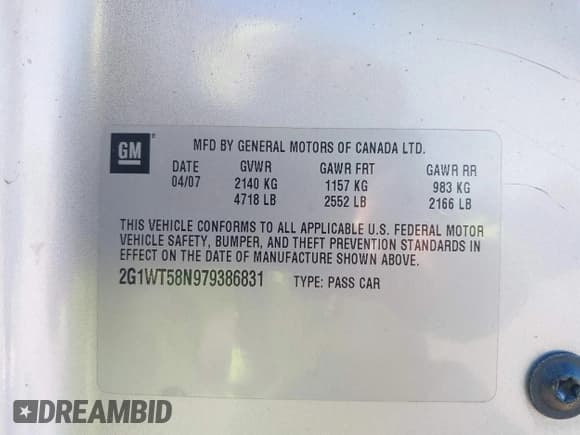 GM
MFD BY GENERAL MOTORS OF CANADA LTD.
DATE GVWR GAWR FRT GAWR RR
04/07 2140 KG 1157 KG 983 KG
4718 LB 2552 LB 2166 LB
THIS VEHICLE CONFORMS TO ALL APPLICABLE U.S. FEDERAL MOTOR
VEHICLE SAFETY, BUMPER, AND THEFT PREVENTION STANDARDS IN
EFFECT ON THE DATE OF MANUFACTURE SHOWN ABOVE.
2G1WT58N979386831 TYPE: PASS CAR
DREAMBID